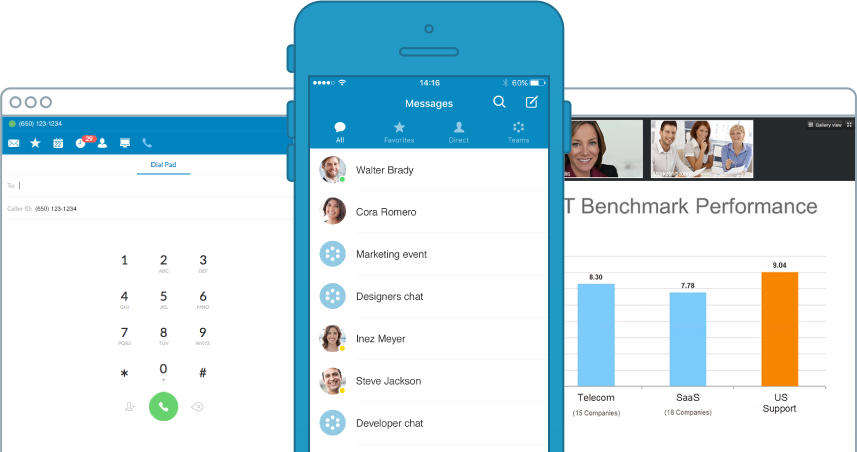 (650) 123-1234
29
22
Dial Pad
To:
Caller ID: (650) 123-1234
1
2
ABC
3
DEF
4
GHI
5
JKL
6
MNO
7
PQRS
8
TUV
9
WXYZ
*
0
+
#
14:16
60%
Messages
All
Favorites
Direct
Teams
Walter Brady
Cora Romero
Marketing event
Designers chat
Inez Meyer
Steve Jackson
Developer chat
Gallery view
T Benchmark Performance
8.30
7.78
9.04
Telecom
(15 Companies)
SaaS
(18 Companies)
US
Support